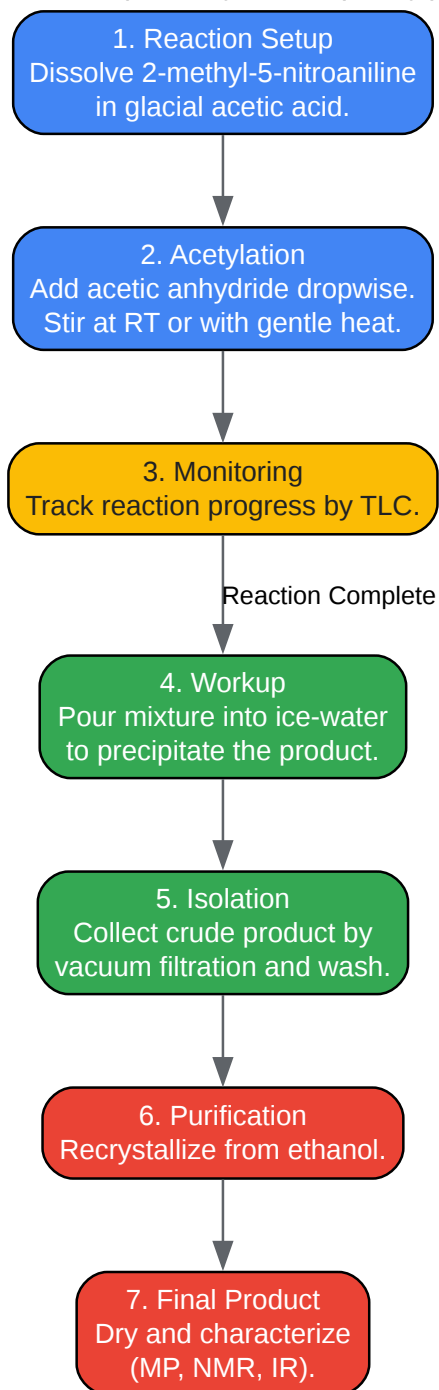 1. Reaction Setup
Dissolve 2-methyl-5-nitroaniline
in glacial acetic acid.
2. Acetylation
Add acetic anhydride dropwise.
Stir at RT or with gentle heat.
3. Monitoring
Track reaction progress by TLC.
Reaction Complete
4. Workup
Pour mixture into ice-water
to precipitate the product.
5. Isolation
Collect crude product by
vacuum filtration and wash.
6. Purification
Recrystallize from ethanol.
7. Final Product
Dry and characterize
(MP, NMR, IR).